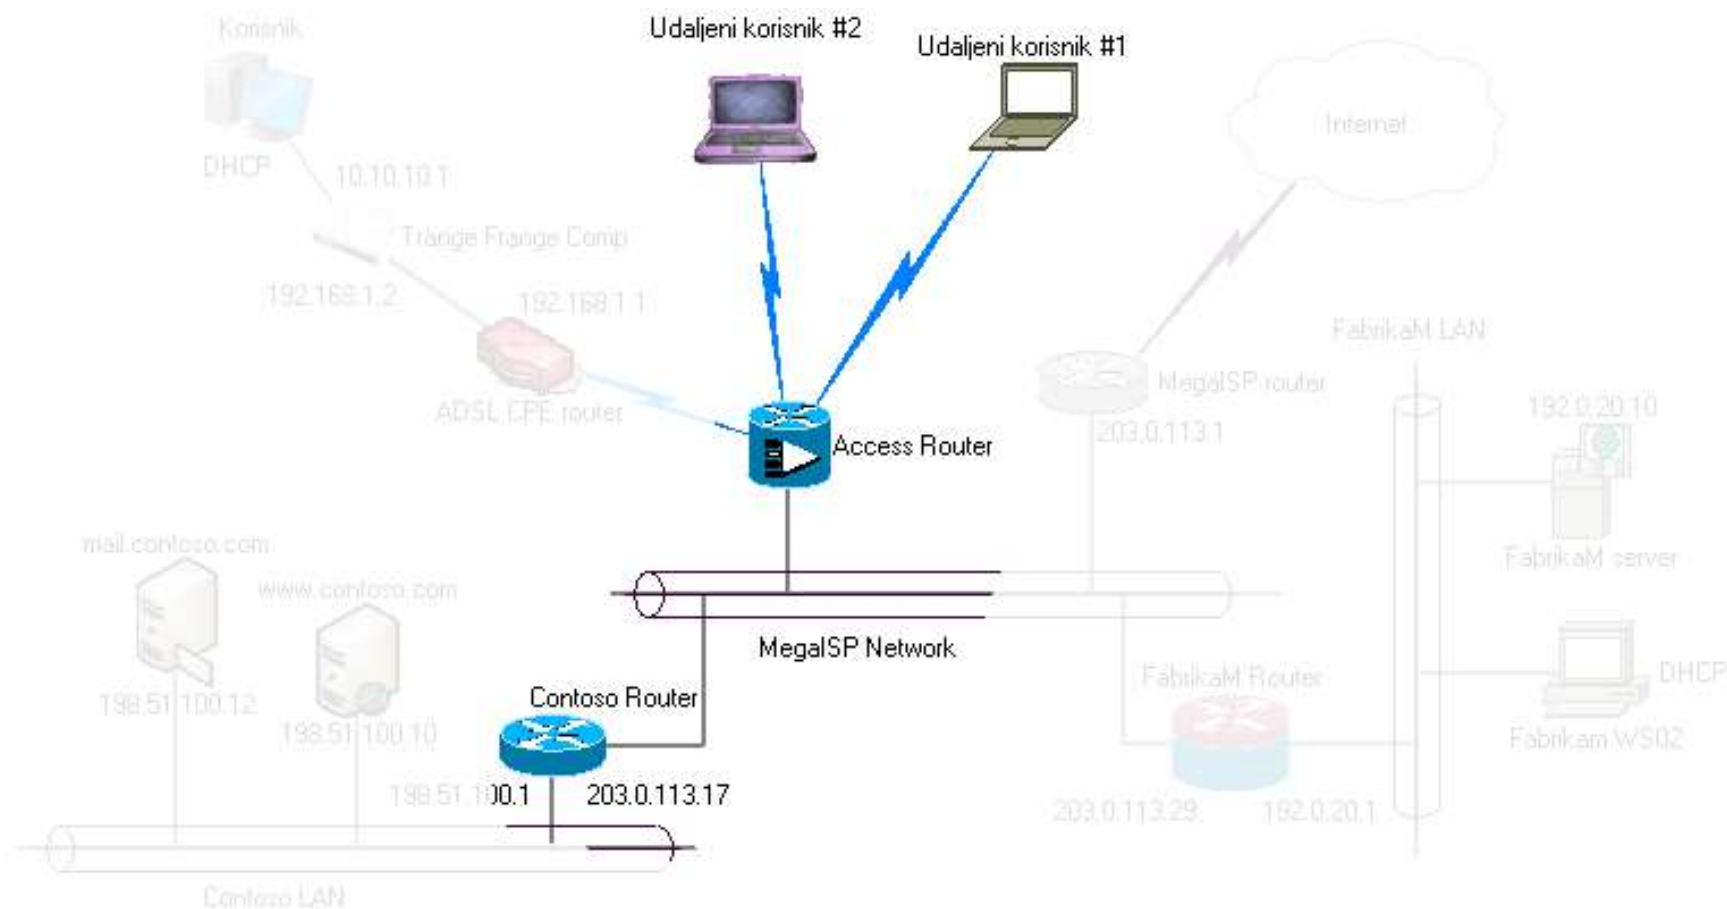 Korisnik
Udaljeni korisnik #2
Udaljeni korisnik #1
Internet
DHCP
10.10.10.1
Trange Frange Comp
192.168.1.2
192.168.1.1
ADSL CPE router
Access Router
MegaISP router
203.0.113.1
FabrikaM LAN
192.0.20.10
FabrikaM server
mail.contoso.com
www.contoso.com
198.51.100.12
198.51.100.10
MegaISP Network
Contoso Router
198.51.100.1
203.0.113.17
FabrikaM Router
203.0.113.29
192.0.20.1
DHCP
Fabrikam WS02
Contoso LAN